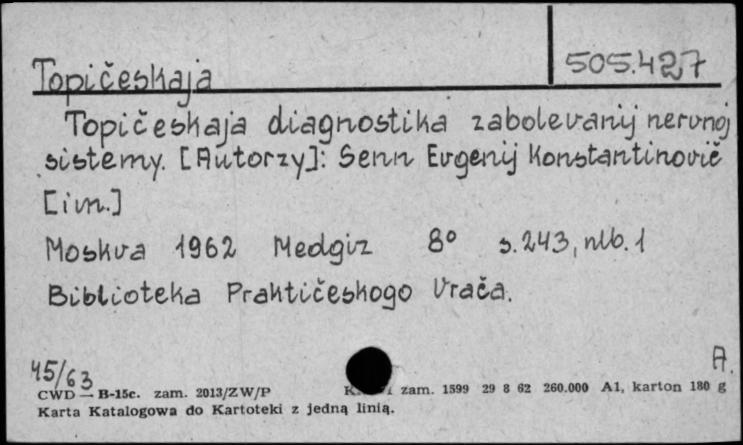 Topičeskaja
505.427
Topičeskaja diagnostika zabolevanij nervnoj
sistemy. [Autorzy]: Senn Evgenij Konstantinovič
[i in.]
Moskva 1962 Medgiz 8° s.243, nlb. 1
Biblioteka Praktičeskogo Vrača.
45/63
A.
CWD — B-15c. zam. 2013/ZW/P zam. 1599 29 8 62 260.000 A1, karton 180 g
Karta Katalogowa do Kartoteki z jedną linią.